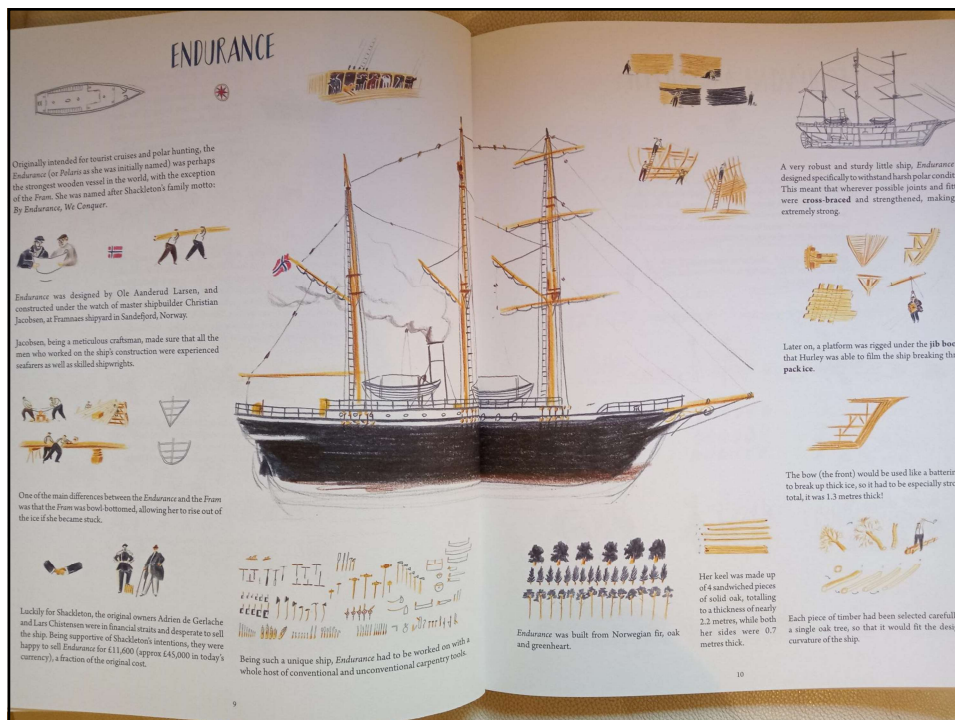 ENDURANCE
Originally intended for tourist cruises and polar hunting, the
Endurance (or Polaris as she was initially named) was perhaps
the strongest wooden vessel in the world, with the exception
of the Fram. She was named after Shackleton's family motto:
By Endurance, We Conquer.
Endurance was designed by Ole Aanderud Larsen, and
constructed under the watch of master shipbuilder Christian
Jacobsen, at Framnaes shipyard in Sandefjord, Norway.
Jacobsen, being a meticulous craftsman, made sure that all the
men who worked on the ship's construction were experienced
seafarers as well as skilled shipwrights.
One of the main differences between the Endurance and the Fram
was that the Fram was bowl-bottomed, allowing her to rise out of
the ice if she became stuck.
Luckily for Shackleton, the original owners Adrien de Gerlache
and Lars Chistensen were in financial straits and desperate to sell
the ship. Being supportive of Shackleton's intentions, they were
happy to sell Endurance for £11,600 (approx £45,000 in today's
currency), a fraction of the original cost.
Being such a unique ship, Endurance had to be worked on with a
whole host of conventional and unconventional carpentry tools.
9
A very robust and sturdy little ship, Endurance
designed specifically to withstand harsh polar condit
This meant that wherever possible joints and fitt
were cross-braced and strengthened, making
extremely strong.
Later on, a platform was rigged under the jib boo
that Hurley was able to film the ship breaking thr
pack ice.
The bow (the front) would be used like a batterin
to break up thick ice, so it had to be especially stro
total, it was 1.3 metres thick!
Endurance was built from Norwegian fir, oak
and greenheart.
Her keel was made up
of 4 sandwiched pieces
of solid oak, totalling
to a thickness of nearly
2.2 metres, while both
her sides were 0.7
metres thick.
Each piece of timber had been selected carefull
a single oak tree, so that it would fit the desi
curvature of the ship.
10